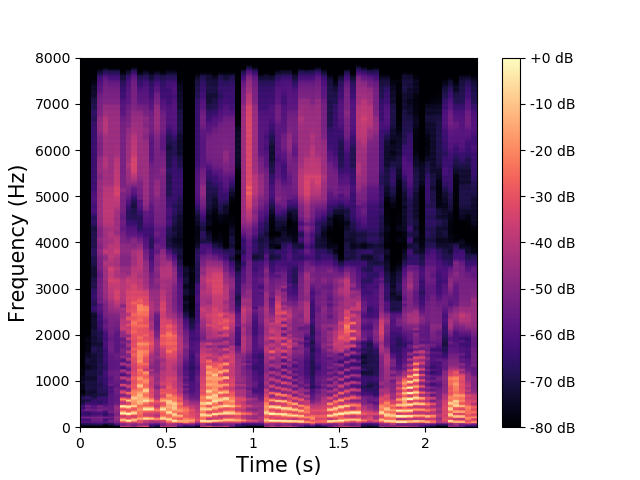 8000
7000
6000
5000
4000
3000
2000
1000
0
Frequency (Hz)
0
0.5
1
1.5
2
Time (s)
+0 dB
-10 dB
-20 dB
-30 dB
-40 dB
-50 dB
-60 dB
-70 dB
-80 dB